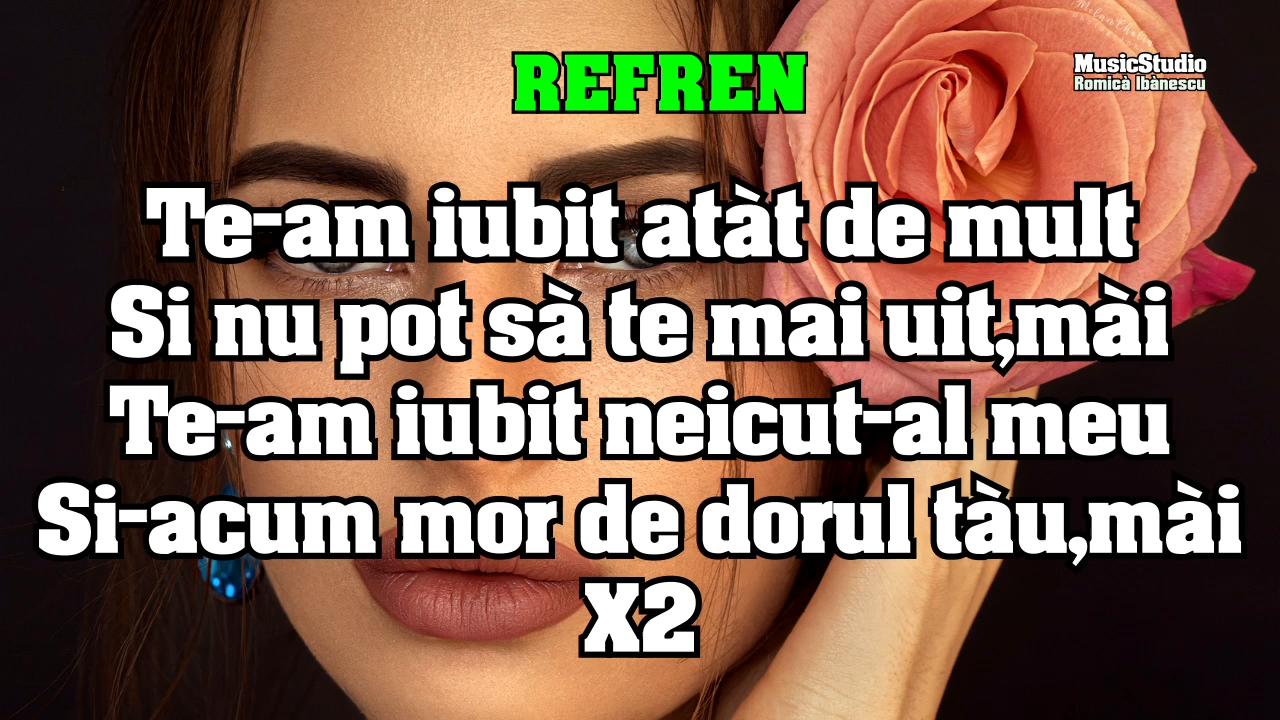 REFREN
MusicStudio
Romicà Ibànescu
Te-am iubit atàt de mult
Si nu pot sà te mai uit,mài
Te-am iubit neicut-al meu
Si-acum mor de dorul tàu,mài
X2